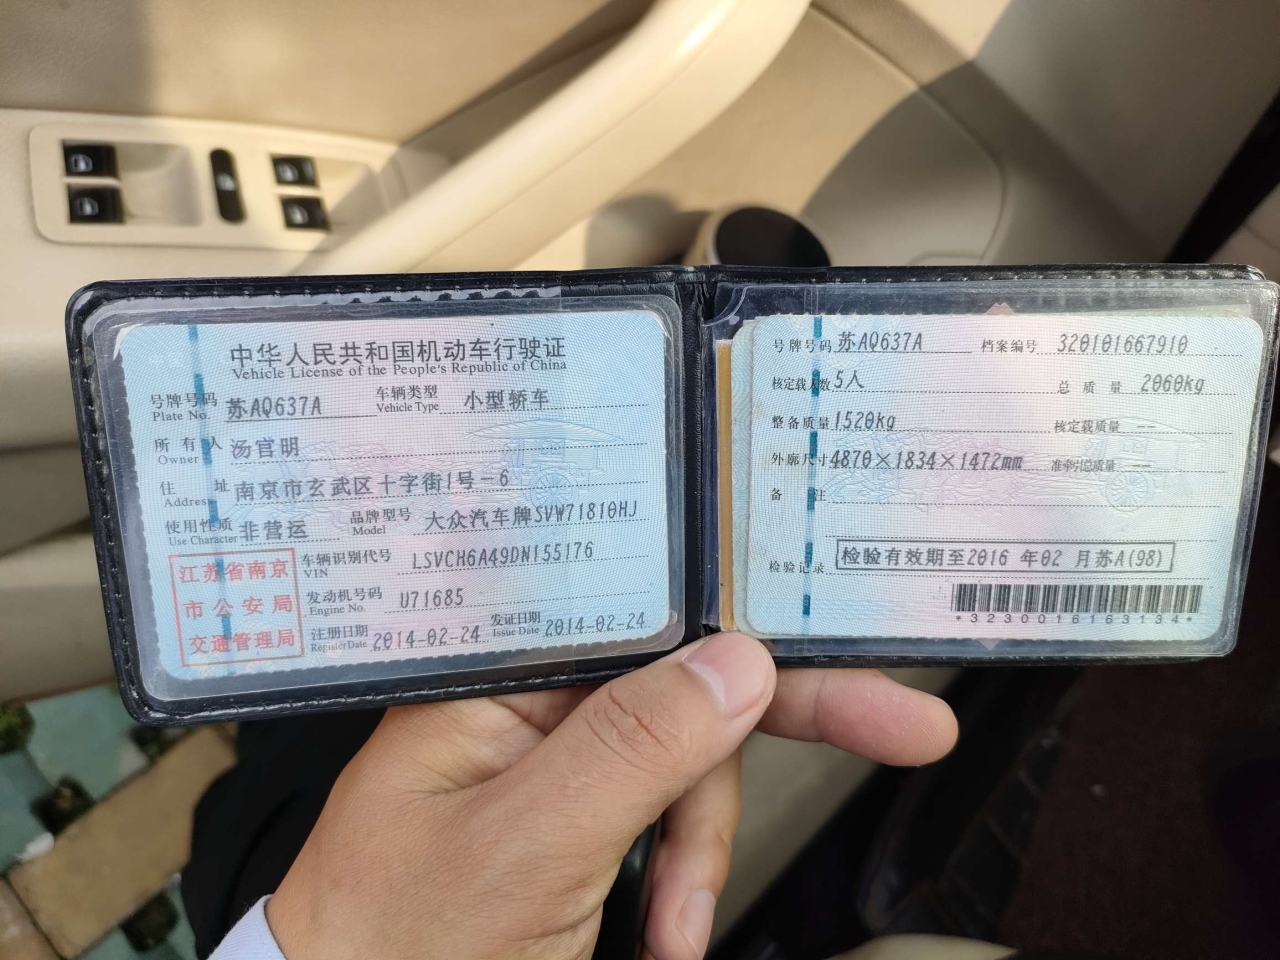 中华人民共和国机动车行驶证
Vehicle License of the People's Republic of China
号牌号码 Plate No. 苏AQ637A 车辆类型 Vehicle Type 小型轿车
所有人 Owner 汤官明
住址 Address 南京市玄武区十字街1号-6
使用性质 Use Character 非营运 品牌型号 Model 大众汽车牌SVW71810HJ
车辆识别代号 VIN LSVCH6A49DN155176
发动机号码 Engine No. U71685
注册日期 Register Date 2014-02-24 发证日期 Issue Date 2014-02-24
江苏省南京
市公安局
交通管理局
号牌号码 苏AQ637A 档案编号 320101667910
核定载人数 5人 总质量 2060kg
整备质量 1520kg 核定载质量 --
外廓尺寸 4870×1834×1472mm 准牵引总质量 --
备注
检验记录 检验有效期至2016 年02 月苏A(98)
*3230016163134*